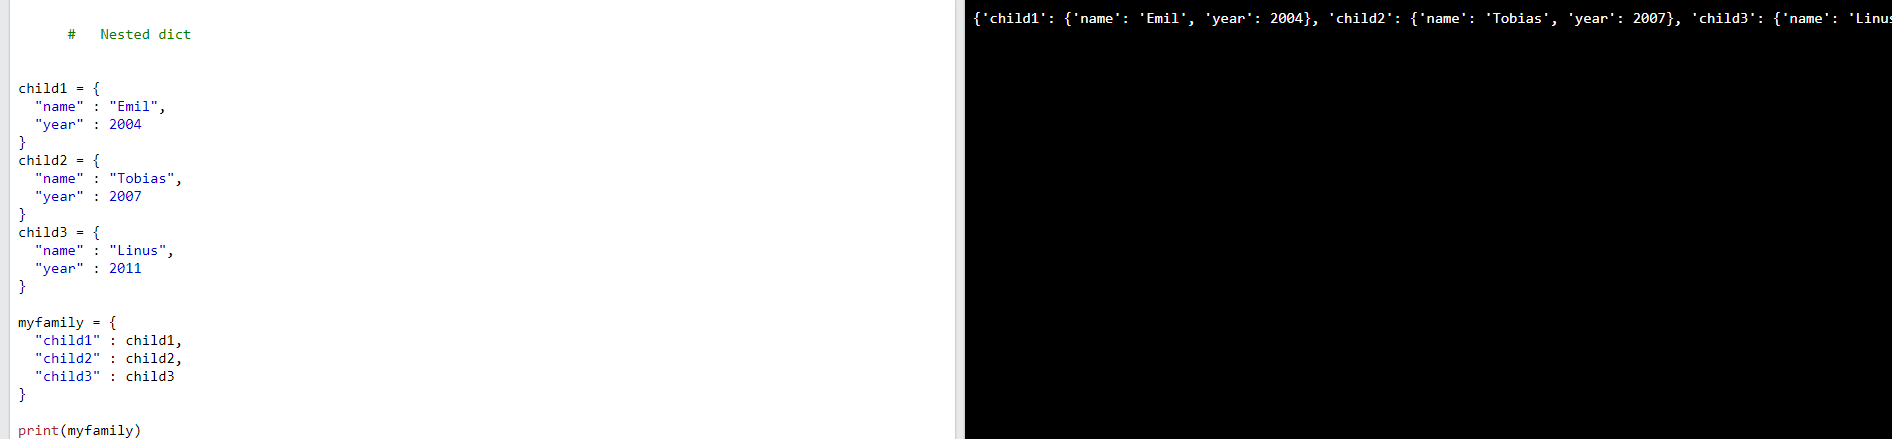 #   Nested dict
child1 = {
  "name" : "Emil",
  "year" : 2004
}
child2 = {
  "name" : "Tobias",
  "year" : 2007
}
child3 = {
  "name" : "Linus",
  "year" : 2011
}
myfamily = {
  "child1" : child1,
  "child2" : child2,
  "child3" : child3
}
print(myfamily)
{'child1': {'name': 'Emil', 'year': 2004}, 'child2': {'name': 'Tobias', 'year': 2007}, 'child3': {'name': 'Linus